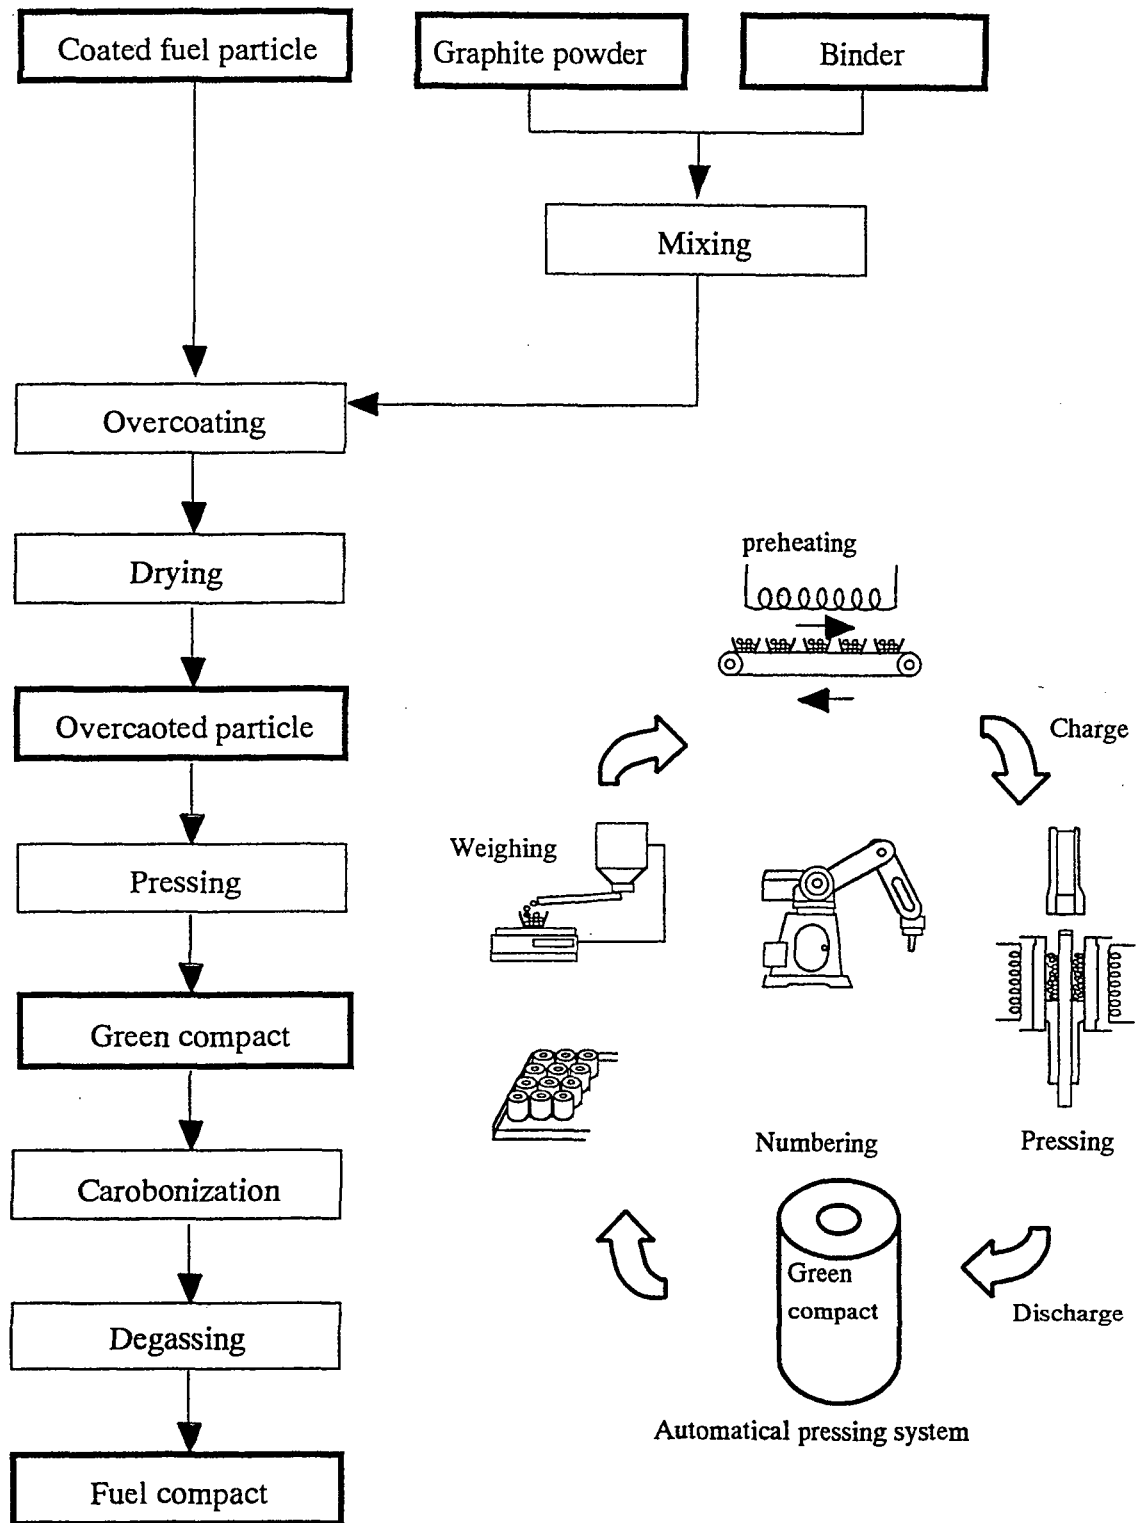 Coated fuel particle
Graphite powder
Binder
Mixing
Overcoating
Drying
Overcaoted particle
Pressing
Green compact
Carobonization
Degassing
Fuel compact
preheating
Charge
Weighing
Numbering
Pressing
Green
compact
Discharge
Automatical pressing system